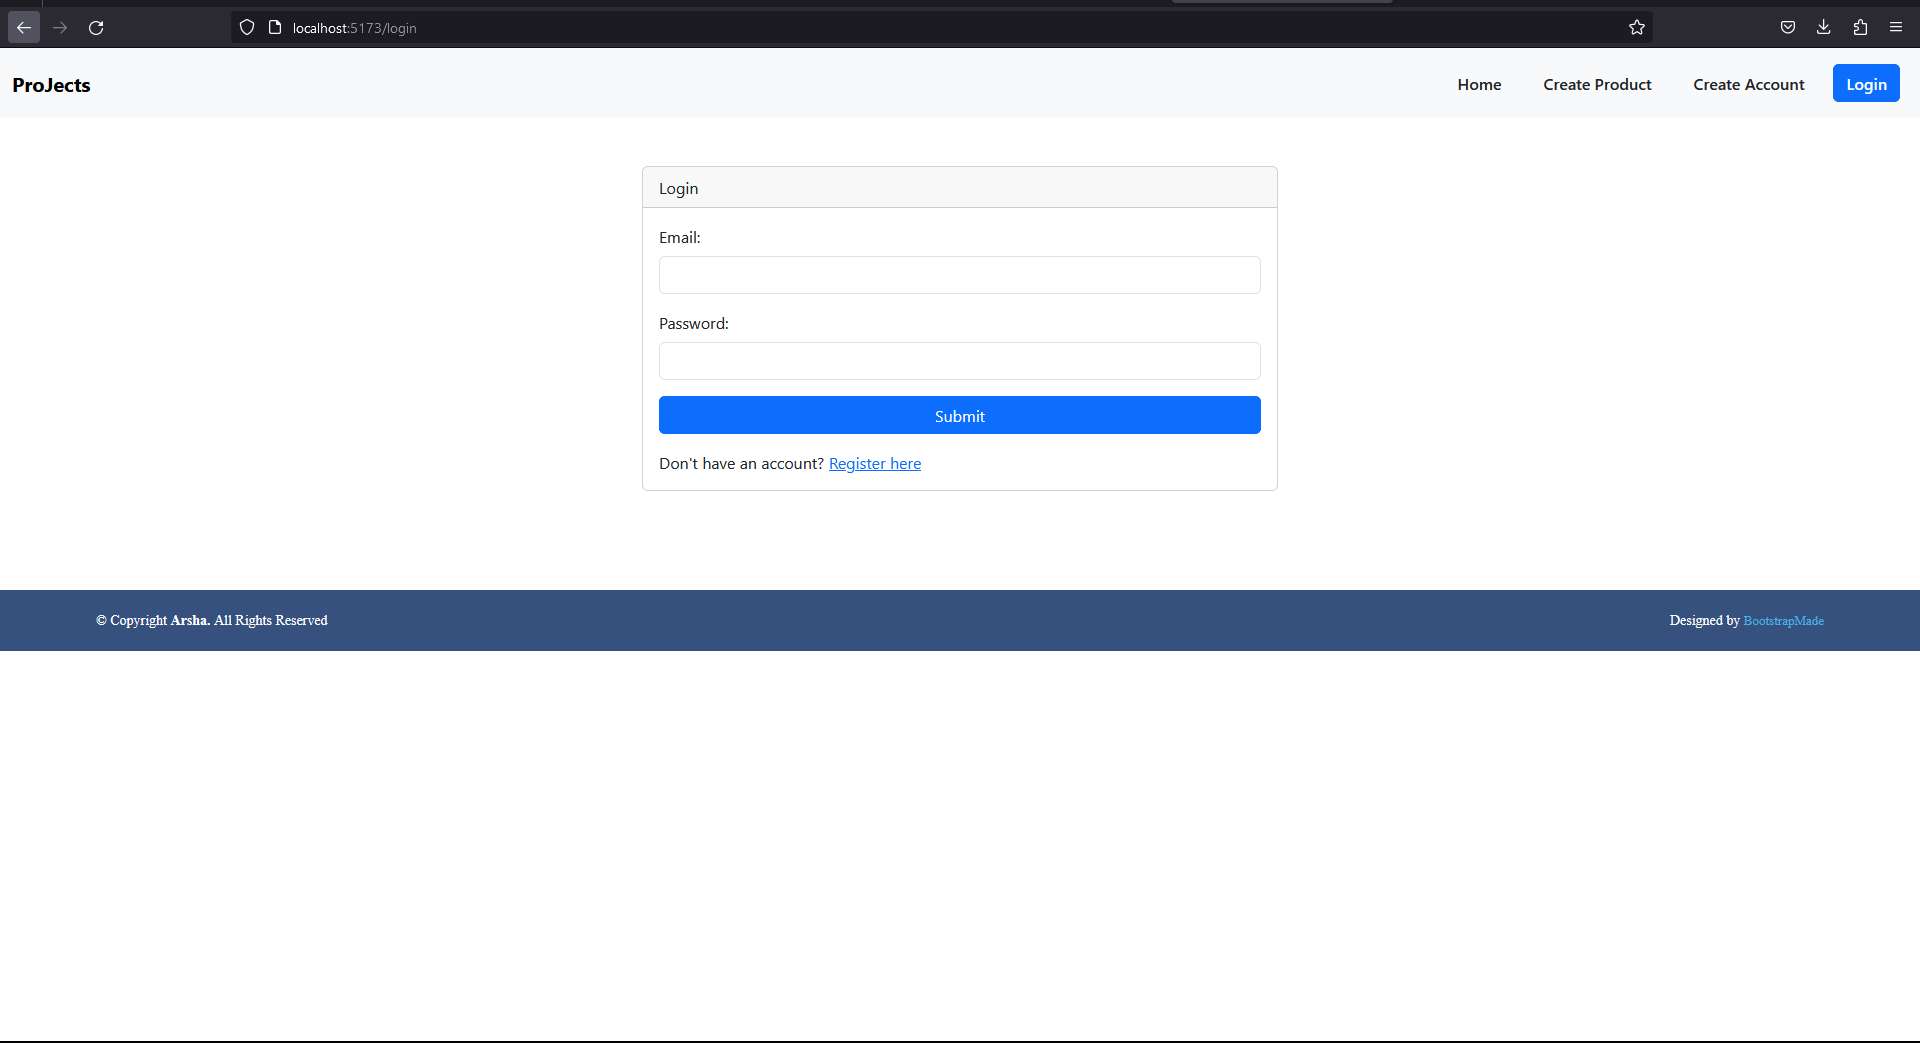 localhost:5173/login
ProJects
Home Create Product Create Account Login
Login
Email:
Password:
Submit
Don't have an account? Register here
© Copyright Arsha. All Rights Reserved
Designed by BootstrapMade